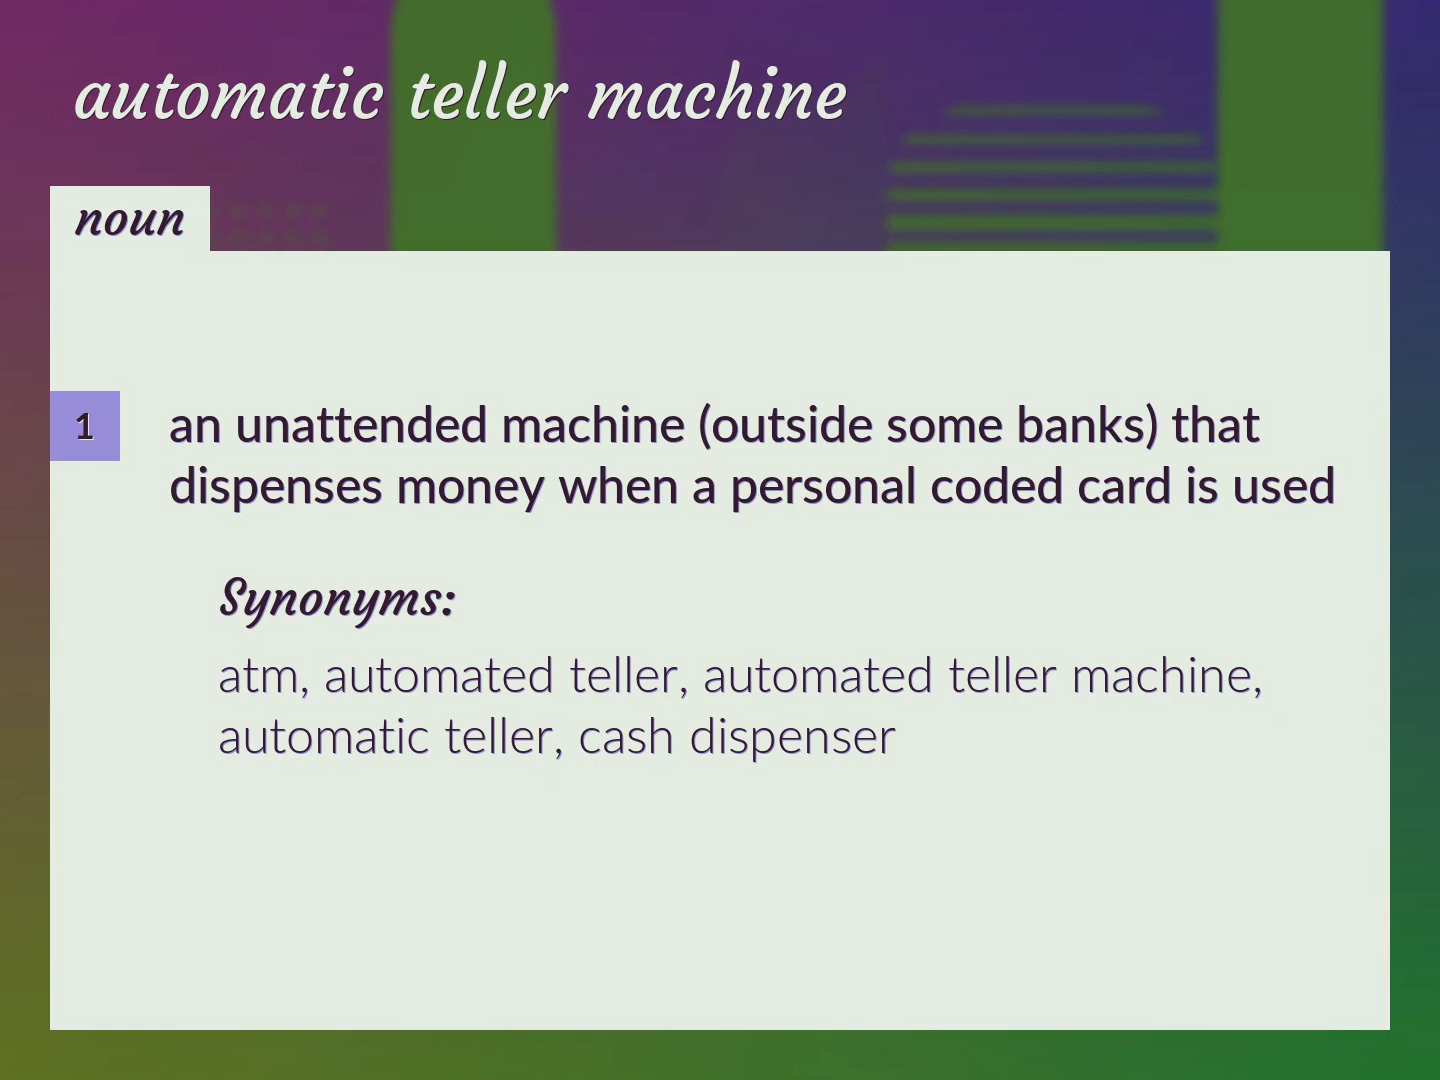 automatic teller machine
noun
1
an unattended machine (outside some banks) that
dispenses money when a personal coded card is used
Synonyms:
atm, automated teller, automated teller machine,
automatic teller, cash dispenser